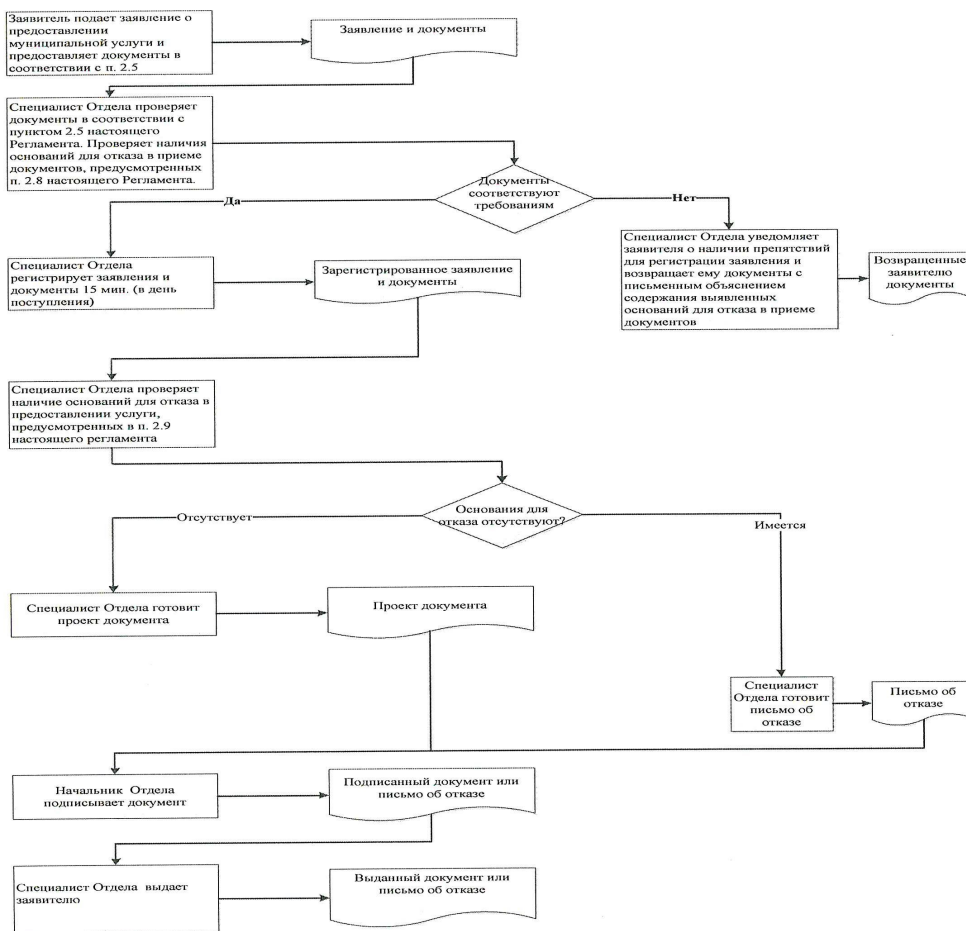 Заявитель подает заявление о
предоставлении
муниципальной услуги и
предоставляет документы в
соответствии с п. 2.5
Заявление и документы
Специалист Отдела проверяет
документы в соответствии с
пунктом 2.5 настоящего
Регламента. Проверяет наличия
оснований для отказа в приеме
документов, предусмотренных
п. 2.8 настоящего Регламента.
Документы
соответствуют
требованиям
Да
Нет
Специалист Отдела
регистрирует заявления и
документы 15 мин. (в день
поступления)
Зарегистрированное заявление
и документы
Специалист Отдела уведомляет
заявителя о наличии препятствий
для регистрации заявления и
возвращает ему документы с
письменным объяснением
содержания выявленных
оснований для отказа в приеме
документов
Возвращенные
заявителю
документы
Специалист Отдела проверяет
наличие оснований для отказа в
предоставлении услуги,
предусмотренных в п. 2.9
настоящего регламента
Основания для
отказа отсутствуют?
Отсутствует
Имеется
Специалист Отдела готовит
проект документа
Проект документа
Специалист
Отдела готовит
письмо об
отказе
Письмо об
отказе
Начальник Отдела
подписывает документ
Подписанный документ или
письмо об отказе
Специалист Отдела выдает
заявителю
Выданный документ или
письмо об отказе